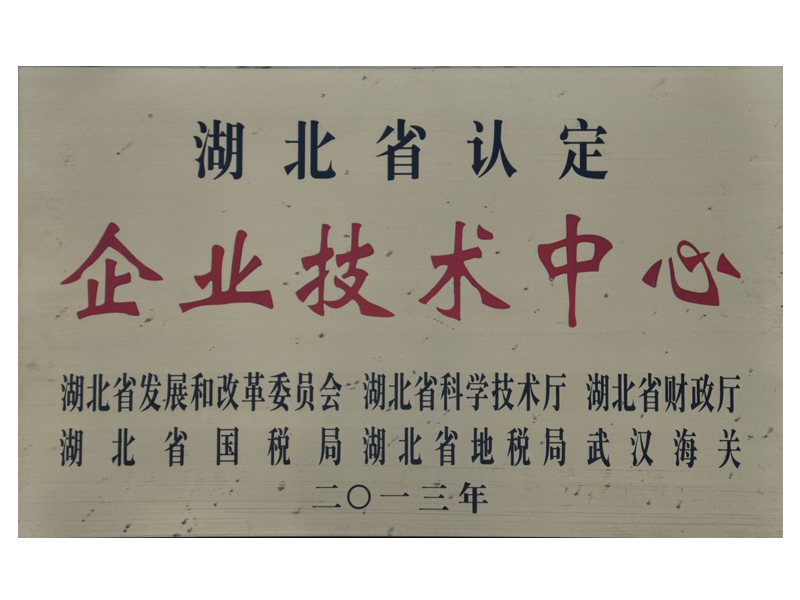 湖北省认定
企业技术中心
湖北省发展和改革委员会 湖北省科学技术厅 湖北省财政厅
湖北省国税局 湖北省地税局 武汉海关
二〇一三年